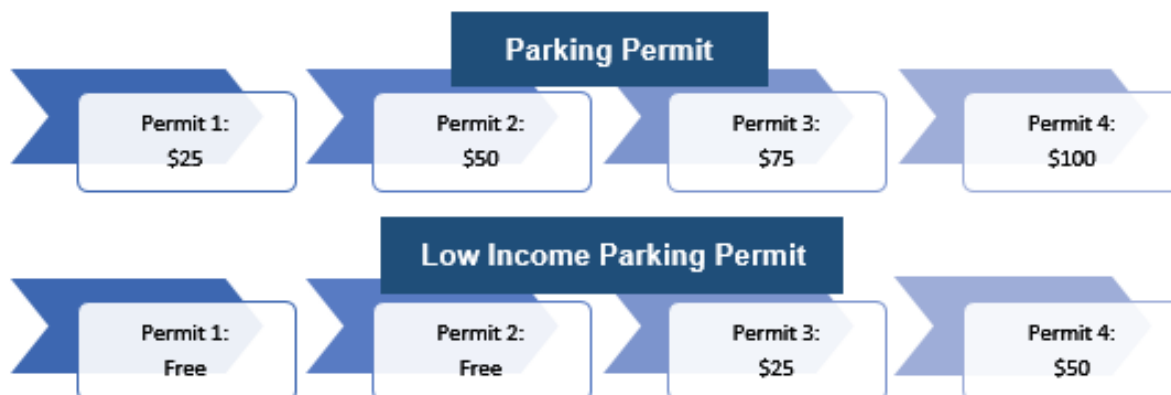 Parking Permit
Permit 1:
$25
Permit 2:
$50
Permit 3:
$75
Permit 4:
$100
Low Income Parking Permit
Permit 1:
Free
Permit 2:
Free
Permit 3:
$25
Permit 4:
$50